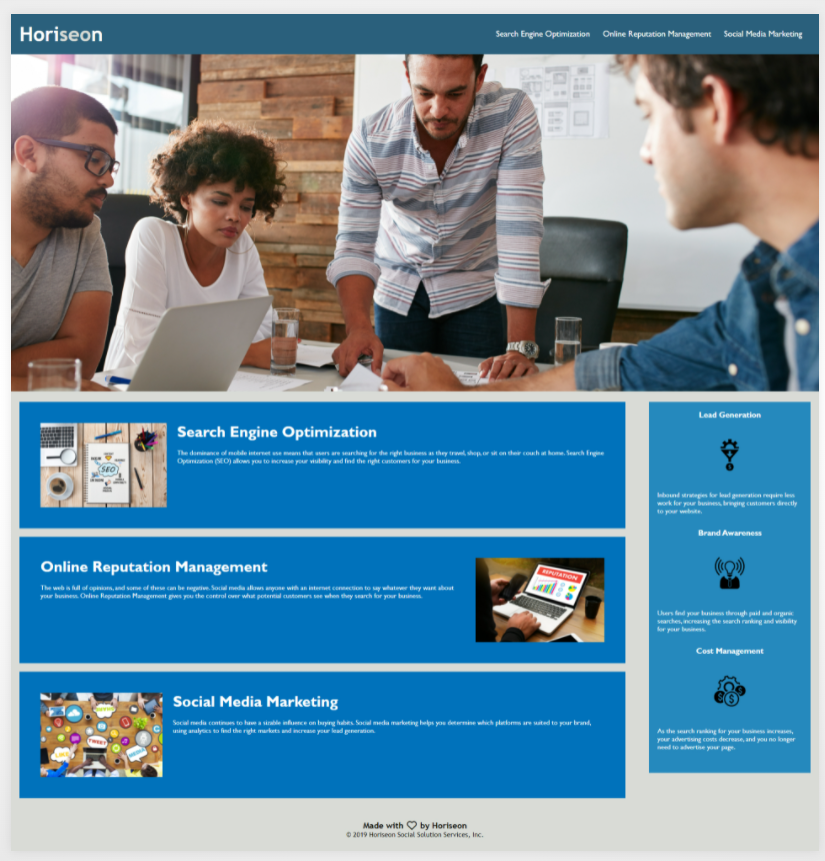 Horiseon
Search Engine Optimization Online Reputation Management Social Media Marketing
SEO
Search Engine Optimization
The dominance of mobile internet use means that users are searching for the right business as they travel, shop, or sit on their couch at home. Search Engine
Optimization (SEO) allows you to increase your visibility and find the right customers for your business.
Online Reputation Management
The web is full of opinions, and some of these can be negative. Social media allows anyone with an internet connection to say whatever they want about
your business. Online Reputation Management gives you the control over what potential customers see when they search for your business.
REPUTATION
TWEET
LIKE
Social Media Marketing
Social media continues to have a sizable influence on buying habits. Social media marketing helps you determine which platforms are suited to your brand,
using analytics to find the right markets and increase your lead generation.
Lead Generation
Inbound strategies for lead generation require less
work for your business, bringing customers directly
to your website.
Brand Awareness
Users find your business through paid and organic
searches, increasing the search ranking and visibility
for your business.
Cost Management
$
$ $
As the search ranking for your business increases,
your advertising costs decrease, and you no longer
need to advertise your page.
Made with ♡ by Horiseon
© 2019 Horiseon Social Solution Services, Inc.